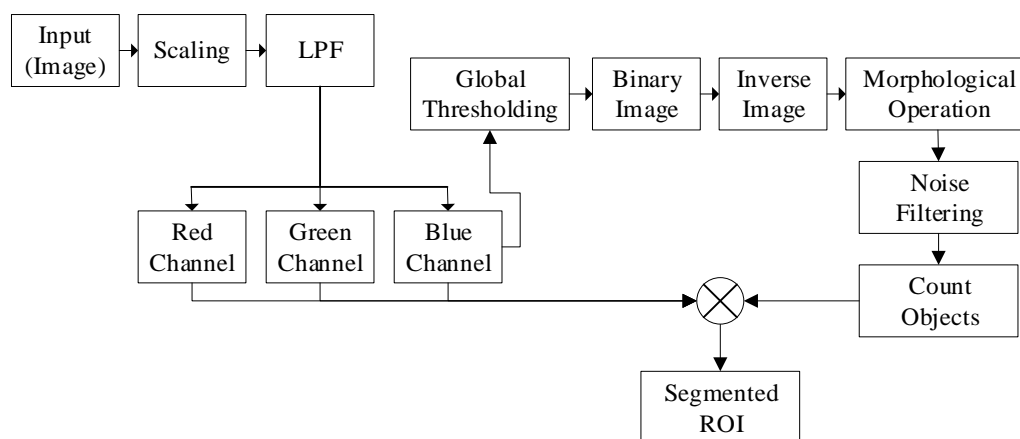 Input
(Image)
Scaling
LPF
Global
Thresholding
Binary
Image
Inverse
Image
Morphological
Operation
Noise
Filtering
Red
Channel
Green
Channel
Blue
Channel
Count
Objects
Segmented
ROI